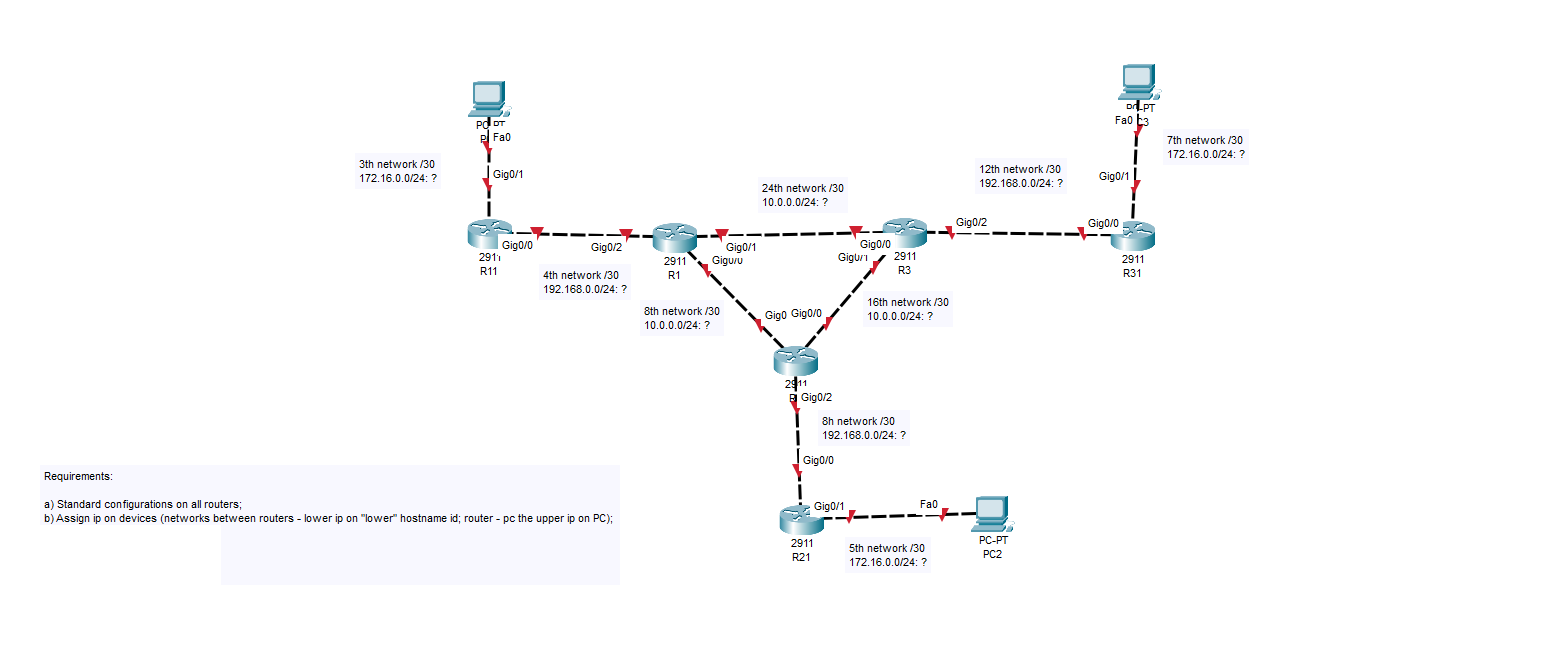 PC-PT
Fa0
3th network /30
172.16.0.0/24: ?
Gig0/1
Gig0/0
2911
R11
Gig0/2
4th network /30
192.168.0.0/24: ?
2911
R1
Gig0/1
Gig0/0
24th network /30
10.0.0.0/24: ?
Gig0/0
Gig0/1
2911
R3
Gig0/2
12th network /30
192.168.0.0/24: ?
Gig0/0
2911
R31
Gig0/1
PC-PT
Fa0
7th network /30
172.16.0.0/24: ?
8th network /30
10.0.0.0/24: ?
16th network /30
10.0.0.0/24: ?
Gig0
Gig0/0
2911
Gig0/2
8h network /30
192.168.0.0/24: ?
Gig0/0
Gig0/1
2911
R21
Fa0
PC-PT
PC2
5th network /30
172.16.0.0/24: ?
Requirements:
a) Standard configurations on all routers;
b) Assign ip on devices (networks between routers - lower ip on "lower" hostname id; router - pc the upper ip on PC);